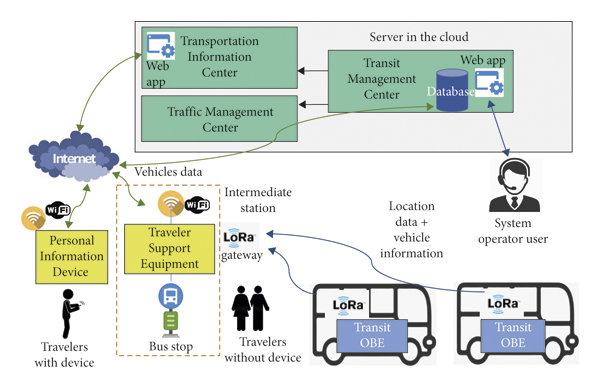 Server in the cloud
Transportation
Information
Center
Web
app
Transit
Management
Center
Web app
Database
Traffic Management
Center
Internet
Vehicles data
WiFi
WiFi
Personal
Information
Device
Traveler
Support
Equipment
Intermediate
station
LoRa
gateway
Location
data +
vehicle
information
System
operator user
LoRa
Transit
OBE
LoRa
Transit
OBE
Travelers
with device
Bus stop
Travelers
without device